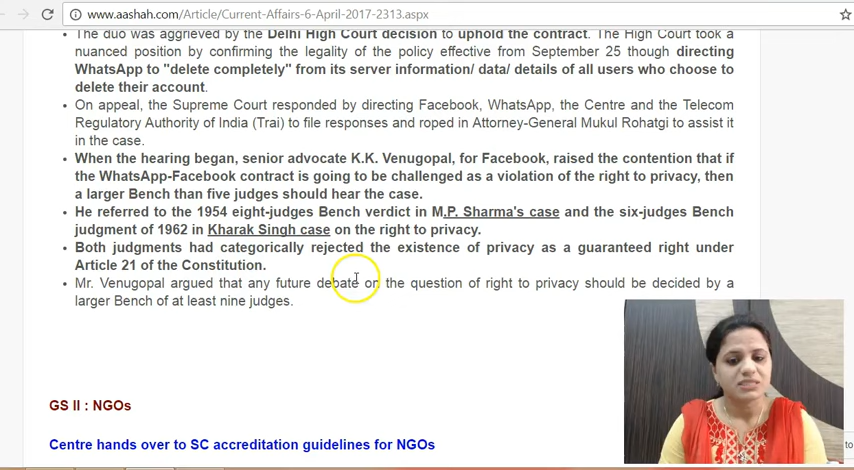 www.aashah.com/Article/Current-Affairs-6-April-2017-2313.aspx
• The duo was aggrieved by the Delhi High Court decision to uphold the contract. The High Court took a
nuanced position by confirming the legality of the policy effective from September 25 though directing
WhatsApp to "delete completely" from its server information/ data/ details of all users who choose to
delete their account.
• On appeal, the Supreme Court responded by directing Facebook, WhatsApp, the Centre and the Telecom
Regulatory Authority of India (Trai) to file responses and roped in Attorney-General Mukul Rohatgi to assist it
in the case.
• When the hearing began, senior advocate K.K. Venugopal, for Facebook, raised the contention that if
the WhatsApp-Facebook contract is going to be challenged as a violation of the right to privacy, then
a larger Bench than five judges should hear the case.
• He referred to the 1954 eight-judges Bench verdict in M.P. Sharma's case and the six-judges Bench
judgment of 1962 in Kharak Singh case on the right to privacy.
• Both judgments had categorically rejected the existence of privacy as a guaranteed right under
Article 21 of the Constitution.
• Mr. Venugopal argued that any future debate on the question of right to privacy should be decided by a
larger Bench of at least nine judges.
GS II : NGOs
Centre hands over to SC accreditation guidelines for NGOs
to